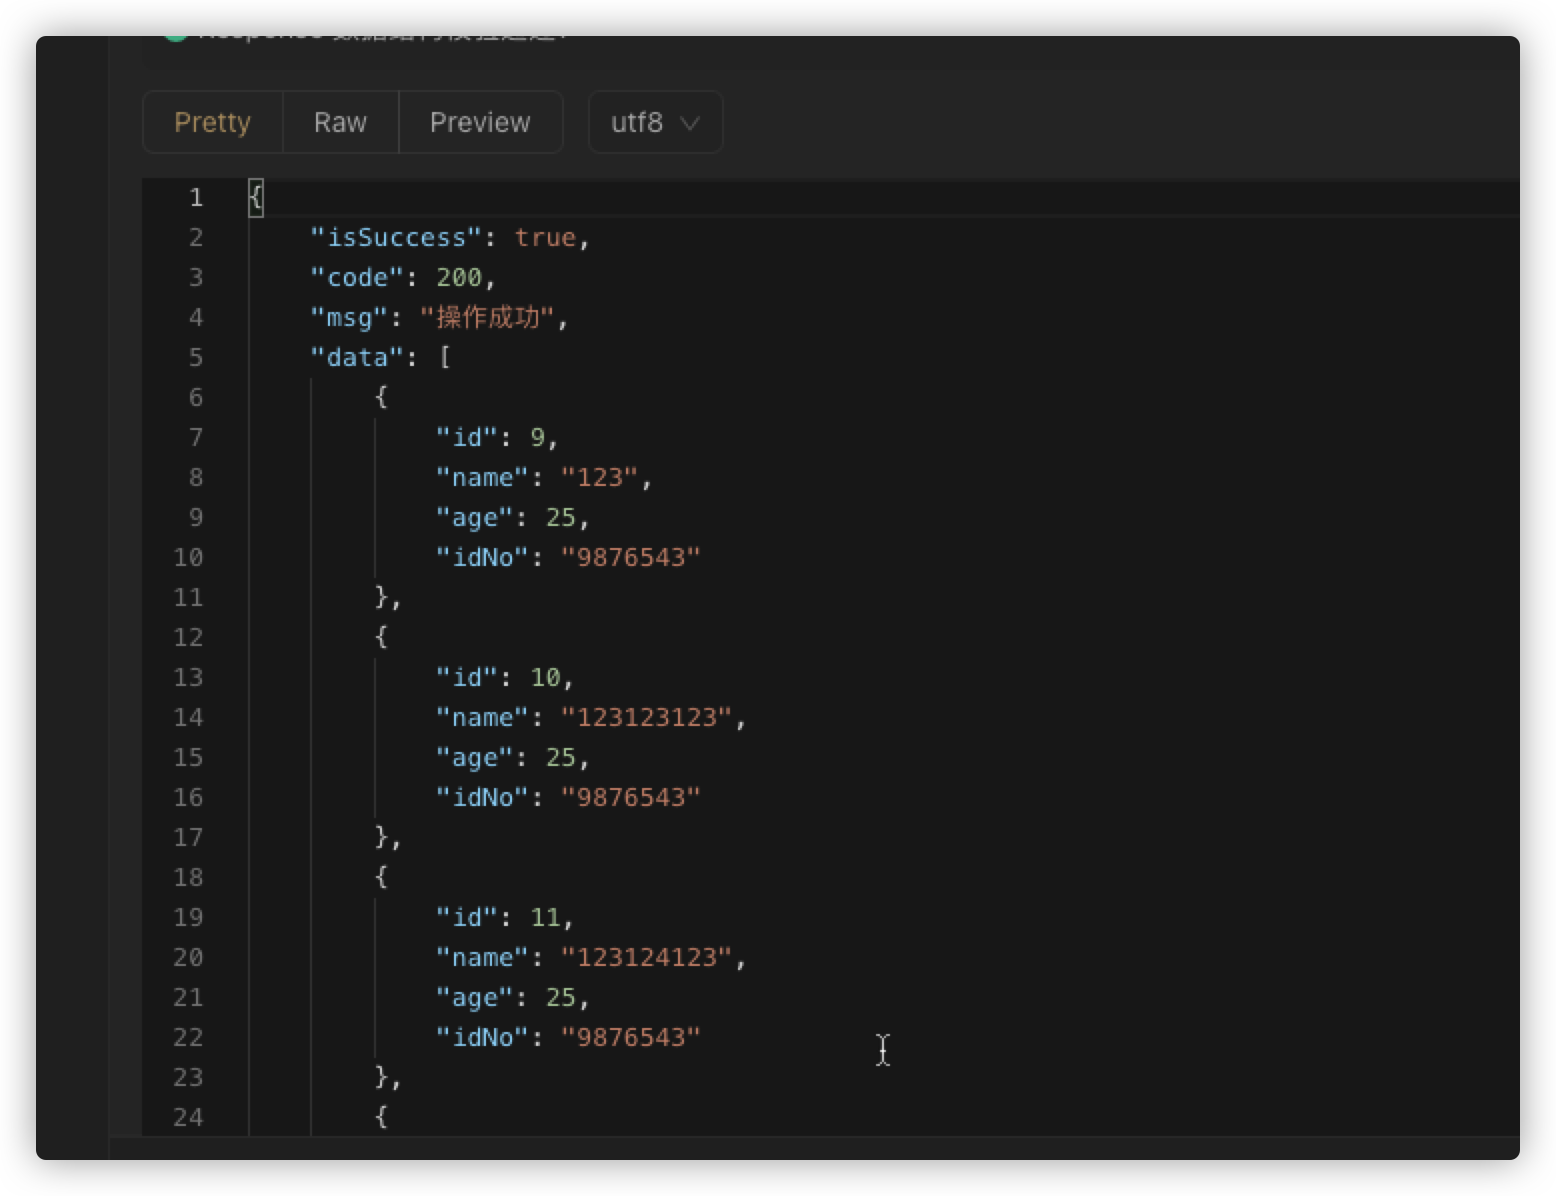 Pretty
Raw
Preview
utf8
1 {
2 "isSuccess": true,
3 "code": 200,
4 "msg": "操作成功",
5 "data": [
6 {
7 "id": 9,
8 "name": "123",
9 "age": 25,
10 "idNo": "9876543"
11 },
12 {
13 "id": 10,
14 "name": "123123123",
15 "age": 25,
16 "idNo": "9876543"
17 },
18 {
19 "id": 11,
20 "name": "123124123",
21 "age": 25,
22 "idNo": "9876543"
23 },
24 {